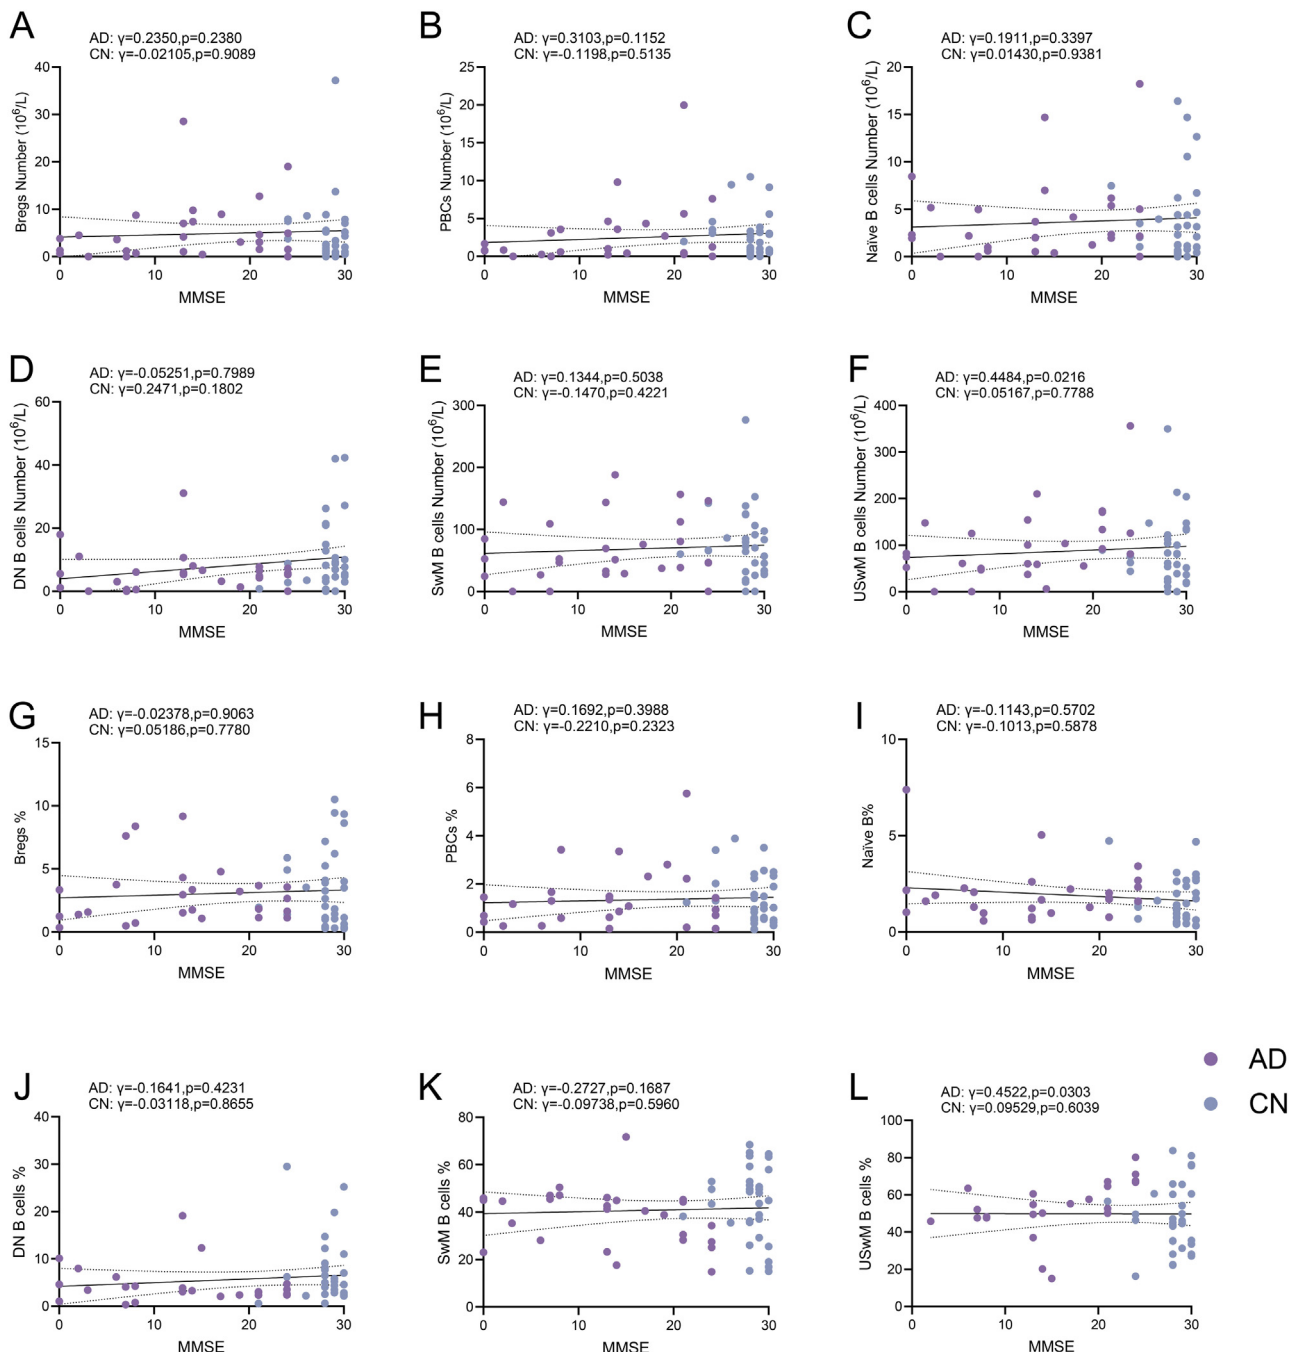 A
AD: γ=0.2350,p=0.2380
CN: γ=-0.02105,p=0.9089
Bregs Number (10⁶/L)
40
30
20
10
0
0 10 20 30
MMSE
B
AD: γ=0.3103,p=0.1152
CN: γ=-0.1198,p=0.5135
PBCs Number (10⁶/L)
25
20
15
10
5
0
0 10 20 30
MMSE
C
AD: γ=0.1911,p=0.3397
CN: γ=0.01430,p=0.9381
Naïve B cells Number (10⁶/L)
20
15
10
5
0
0 10 20 30
MMSE
D
AD: γ=-0.05251,p=0.7989
CN: γ=0.2471,p=0.1802
DN B cells Number (10⁶/L)
60
40
20
0
0 10 20 30
MMSE
E
AD: γ=0.1344,p=0.5038
CN: γ=-0.1470,p=0.4221
SwM B cells Number (10⁶/L)
300
200
100
0
0 10 20 30
MMSE
F
AD: γ=0.4484,p=0.0216
CN: γ=0.05167,p=0.7788
USwM B cells Number (10⁶/L)
400
300
200
100
0
0 10 20 30
MMSE
G
AD: γ=-0.02378,p=0.9063
CN: γ=0.05186,p=0.7780
Bregs %
15
10
5
0
0 10 20 30
MMSE
H
AD: γ=0.1692,p=0.3988
CN: γ=-0.2210,p=0.2323
PBCs %
8
6
4
2
0
0 10 20 30
MMSE
I
AD: γ=-0.1143,p=0.5702
CN: γ=-0.1013,p=0.5878
Naïve B%
10
5
0
0 10 20 30
MMSE
AD
CN
J
AD: γ=-0.1641,p=0.4231
CN: γ=-0.03118,p=0.8655
DN B cells %
40
30
20
10
0
0 10 20 30
MMSE
K
AD: γ=-0.2727,p=0.1687
CN: γ=-0.09738,p=0.5960
SwM B cells %
80
60
40
20
0
0 10 20 30
MMSE
L
AD: γ=0.4522,p=0.0303
CN: γ=0.09529,p=0.6039
USwM B cells %
100
80
60
40
20
0
0 10 20 30
MMSE